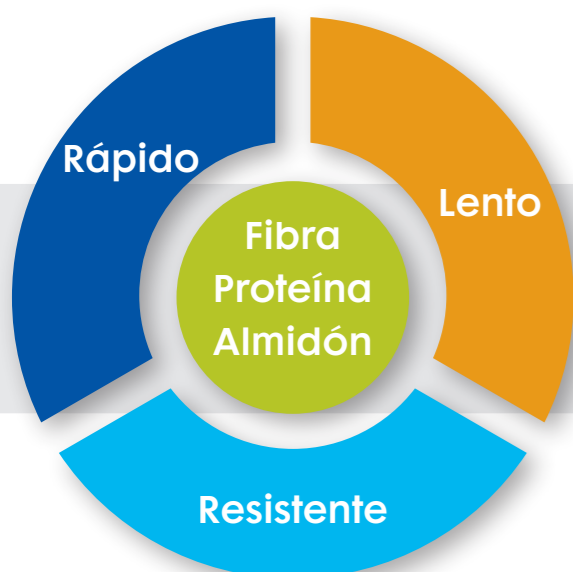 Rápido
Lento
Fibra
Proteína
Almidón
Resistente